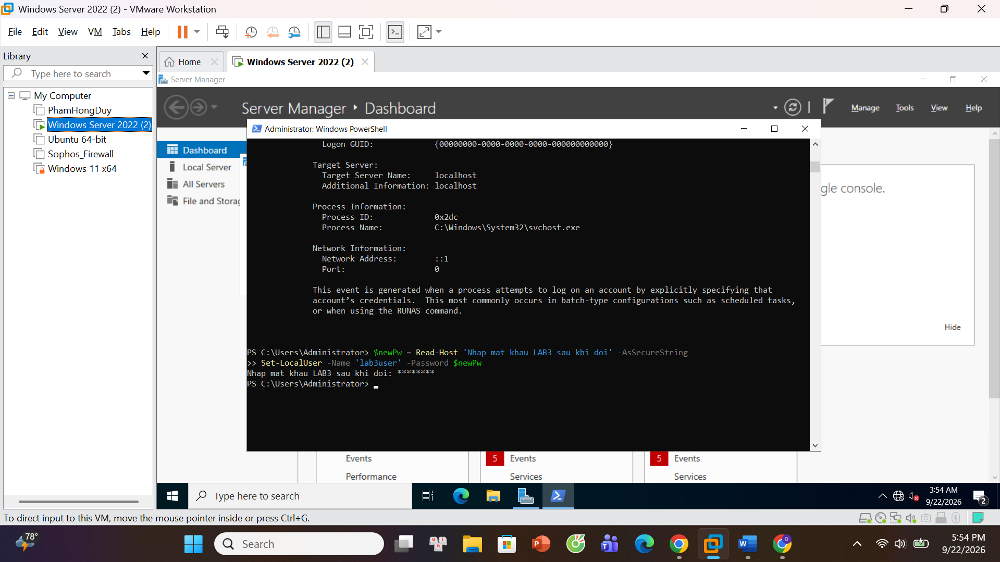 Windows Server 2022 (2) - VMware Workstation
File Edit View VM Tabs Help
Library
Type here to search
My Computer
PhamHongDuy
Windows Server 2022 (2)
Ubuntu 64-bit
Sophos_Firewall
Windows 11 x64
Home
Windows Server 2022 (2)
Server Manager
Server Manager Dashboard
Manage Tools View Help
Dashboard
Local Server
All Servers
File and Storag
gle console.
Hide
Administrator: Windows PowerShell
Logon GUID: {00000000-0000-0000-0000-000000000000}
Target Server:
Target Server Name: localhost
Additional Information: localhost
Process Information:
Process ID: 0x2dc
Process Name: C:\Windows\System32\svchost.exe
Network Information:
Network Address: ::1
Port: 0
This event is generated when a process attempts to log on an account by explicitly specifying that
account’s credentials.  This most commonly occurs in batch-type configurations such as scheduled tasks,
or when using the RUNAS command.
PS C:\Users\Administrator> $newPw = Read-Host 'Nhap mat khau LAB3 sau khi doi' -AsSecureString
>> Set-LocalUser -Name 'lab3user' -Password $newPw
Nhap mat khau LAB3 sau khi doi: ********
PS C:\Users\Administrator>
Events
Performance
5 Events
Services
5 Events
Services
Type here to search
3:54 AM
9/22/2026
2
To direct input to this VM, move the mouse pointer inside or press Ctrl+G.
78°
Search
5:54 PM
9/22/2026